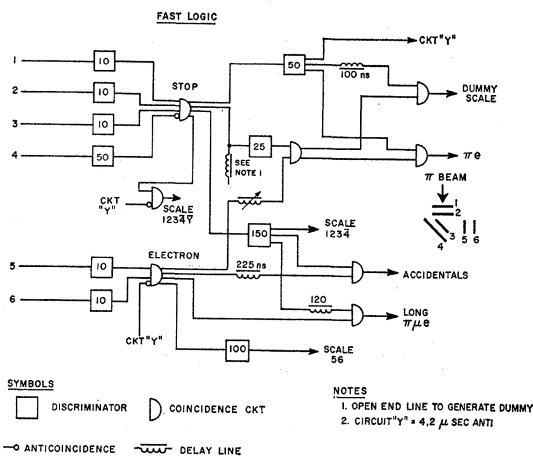 FAST LOGIC
CKT"Y"
1
10
50
100 ns
STOP
2
10
DUMMY
SCALE
3
10
25
4
50
SEE
NOTE 1
πe
π BEAM
CKT
"Y"
SCALE
1234̄Ȳ
1
2
3
4
5 6
150
SCALE
1234̄
ELECTRON
225 ns
5
10
ACCIDENTALS
6
10
120
LONG
πμe
CKT"Y"
100
SCALE
56
SYMBOLS
DISCRIMINATOR
COINCIDENCE CKT
ANTICOINCIDENCE
DELAY LINE
NOTES
1. OPEN END LINE TO GENERATE DUMMY
2. CIRCUIT"Y" = 4,2 μ SEC ANTI